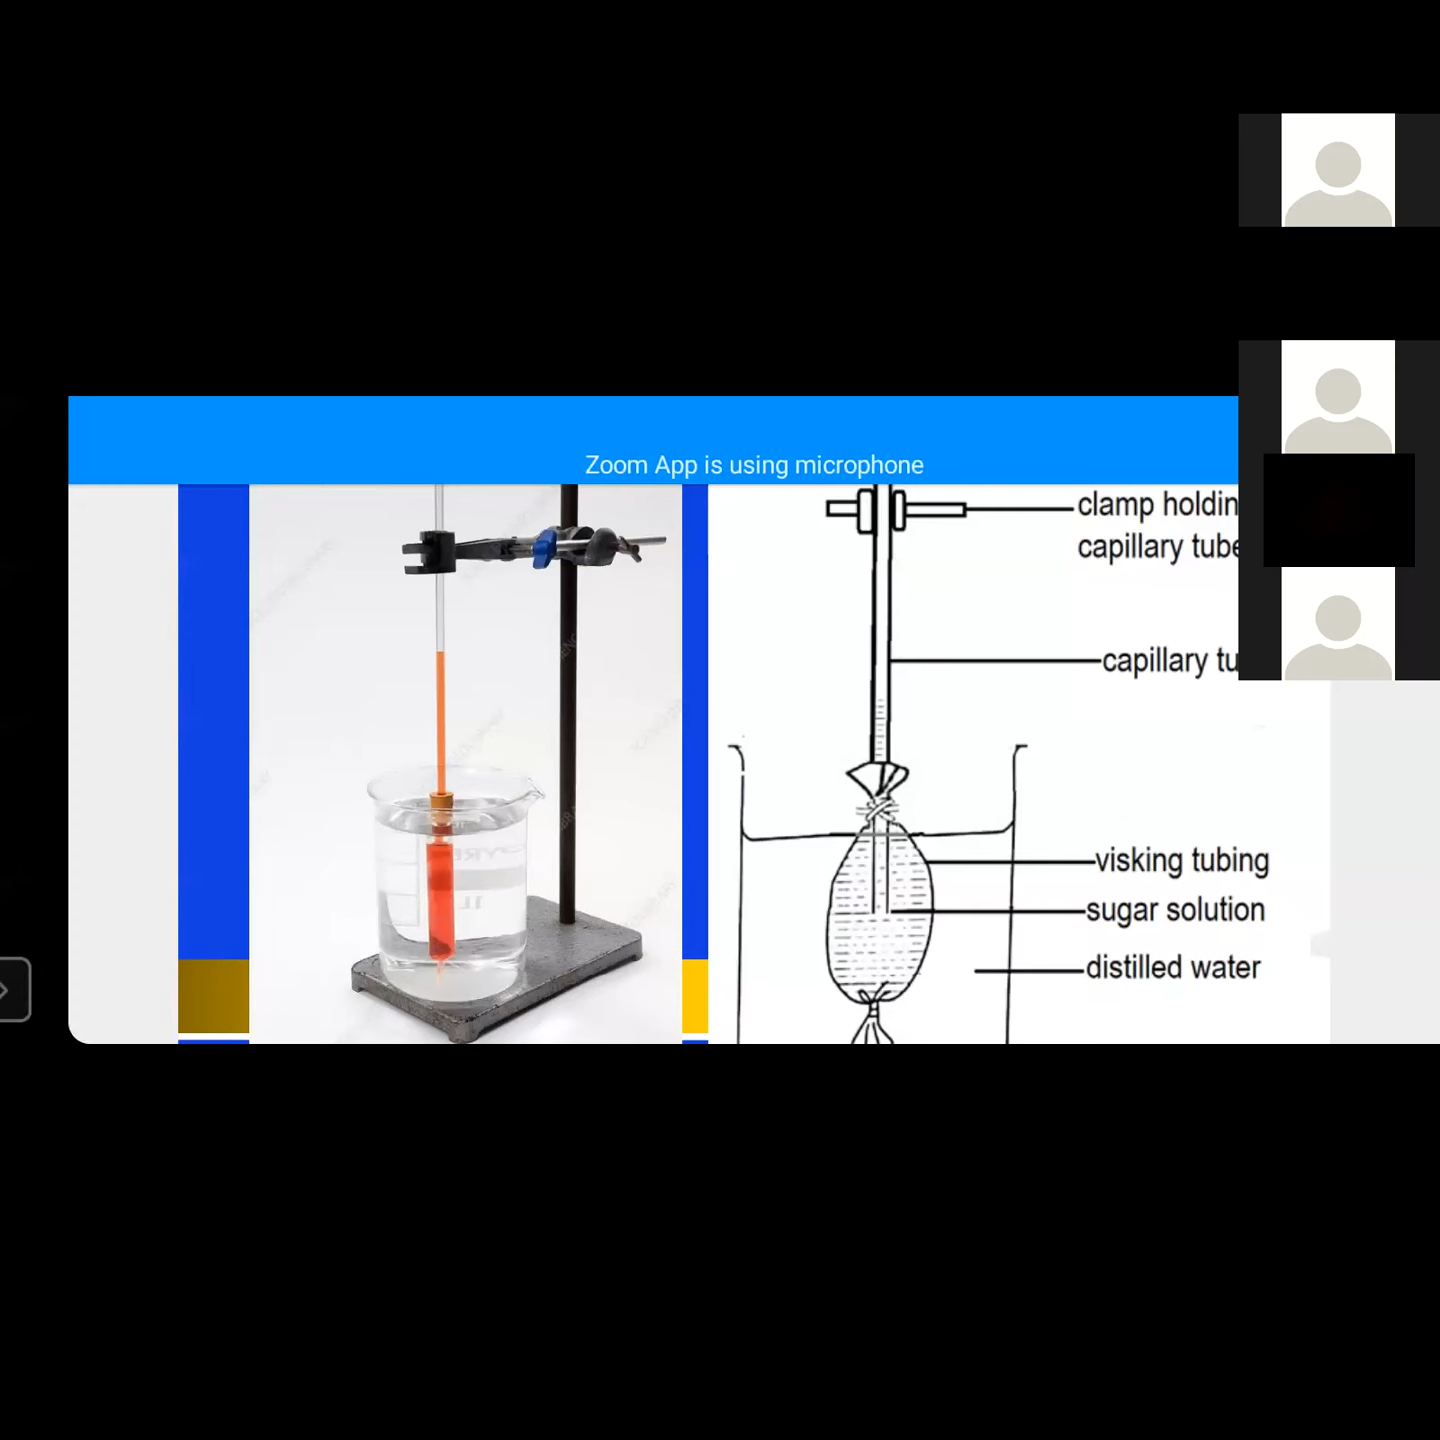 Zoom App is using microphone
clamp holdin
capillary tube
capillary tu
visking tubing
sugar solution
distilled water